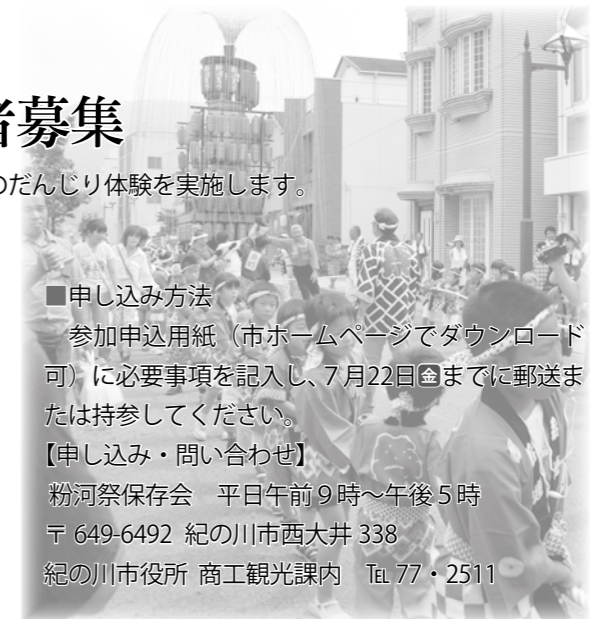 者募集
のだんじり体験を実施します。
■申し込み方法
　参加申込用紙（市ホームページでダウンロード
可）に必要事項を記入し、7月22日㊎までに郵送ま
たは持参してください。
【申し込み・問い合わせ】
粉河祭保存会　平日午前９時～午後５時
〒 649-6492 紀の川市西大井 338
紀の川市役所 商工観光課内　℡ 77・2511